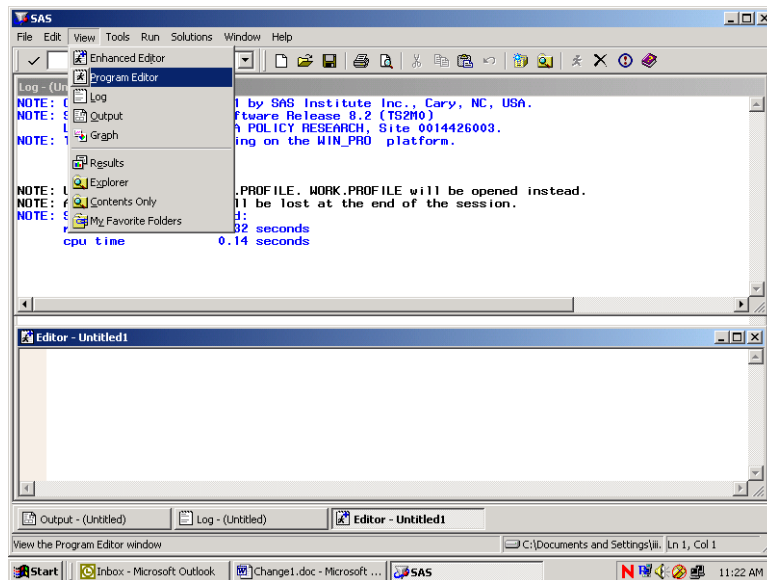 SAS
File Edit View Tools Run Solutions Window Help
Enhanced Editor
Program Editor
Log
Output
Graph
Results
Explorer
Contents Only
My Favorite Folders
Log - (Un
NOTE: C 1 by SAS Institute Inc., Cary, NC, USA.
NOTE: S ftware Release 8.2 (TS2M0)
L A POLICY RESEARCH, Site 0014426003.
NOTE: T ing on the WIN_PRO platform.
NOTE: U .PROFILE. WORK.PROFILE will be opened instead.
NOTE: A ll be lost at the end of the session.
NOTE: S d:
r 32 seconds
cpu time 0.14 seconds
Editor - Untitled1
Output - (Untitled) Log - (Untitled) Editor - Untitled1
View the Program Editor window C:\Documents and Settings\iii. Ln 1, Col 1
Start Inbox - Microsoft Outlook Change1.doc - Microsoft ... SAS 11:22 AM